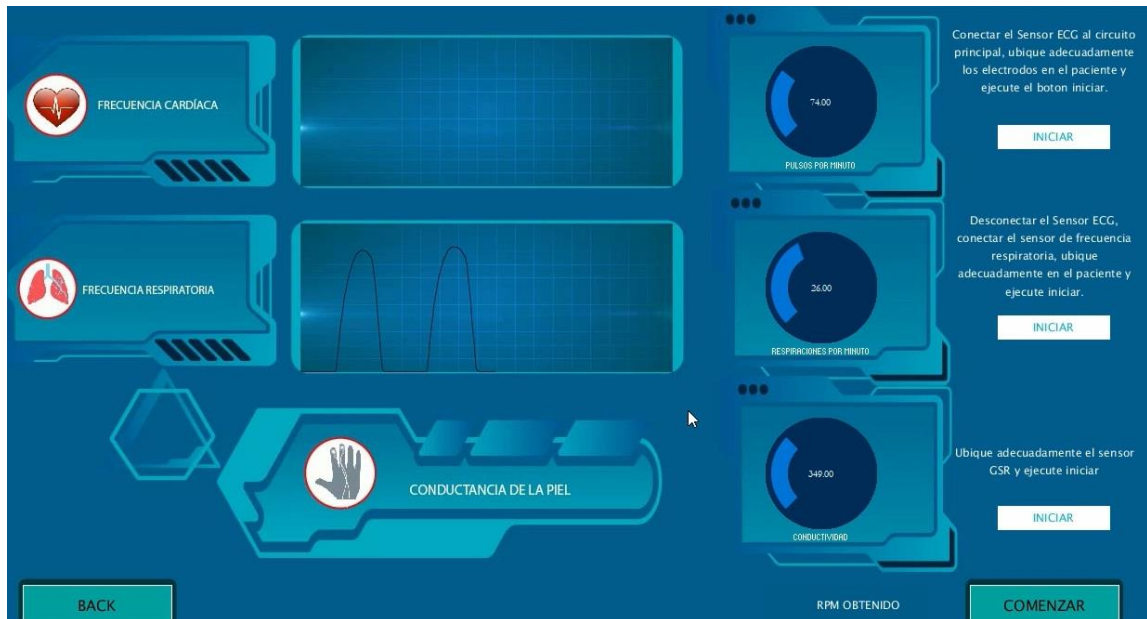 FRECUENCIA CARDÍACA
74.00
PULSOS POR MINUTO
Conectar el Sensor ECG al circuito
principal, ubique adecuadamente
los electrodos en el paciente y
ejecute el boton iniciar.
INICIAR
FRECUENCIA RESPIRATORIA
26.00
RESPIRACIONES POR MINUTO
Desconectar el Sensor ECG,
conectar el sensor de frecuencia
respiratoria, ubique
adecuadamente en el paciente y
ejecute iniciar.
INICIAR
CONDUCTANCIA DE LA PIEL
349.00
CONDUCTIVIDAD
Ubique adecuadamente el sensor
GSR y ejecute iniciar
INICIAR
BACK
RPM OBTENIDO
COMENZAR